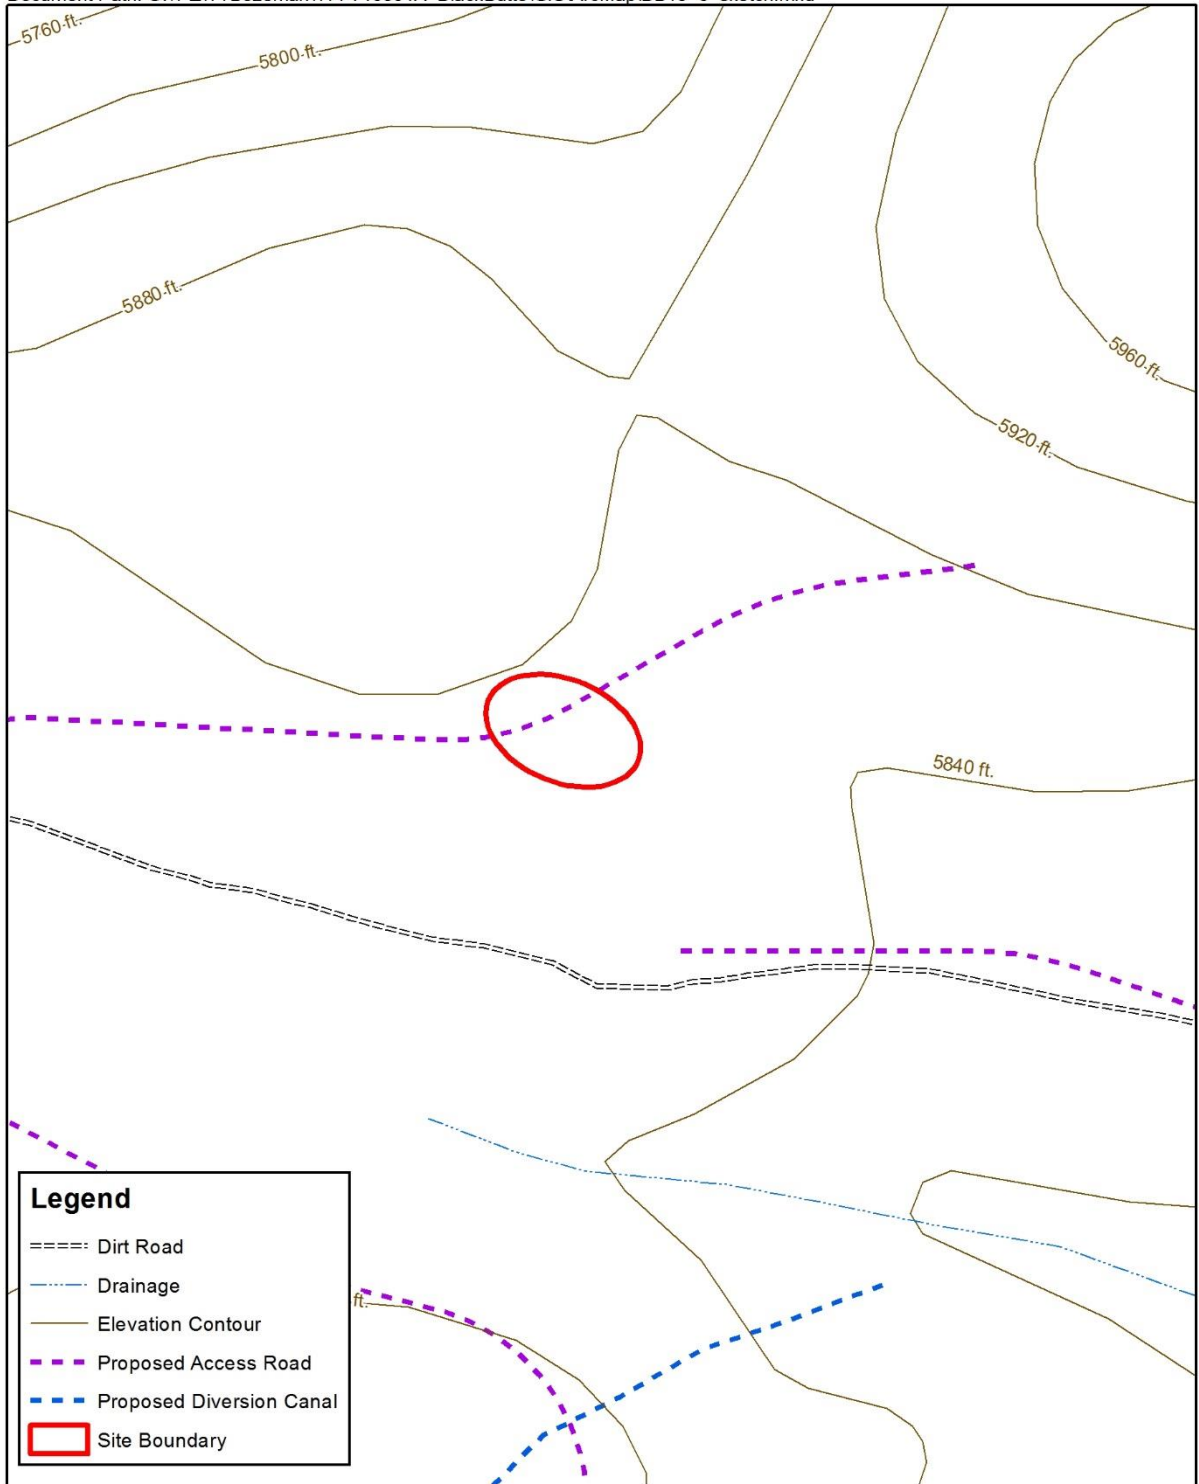 5760 ft.
5800 ft.
5880 ft.
5960 ft.
5920 ft.
5840 ft.
Legend
Dirt Road
Drainage
ft.
Elevation Contour
Proposed Access Road
Proposed Diversion Canal
Site Boundary